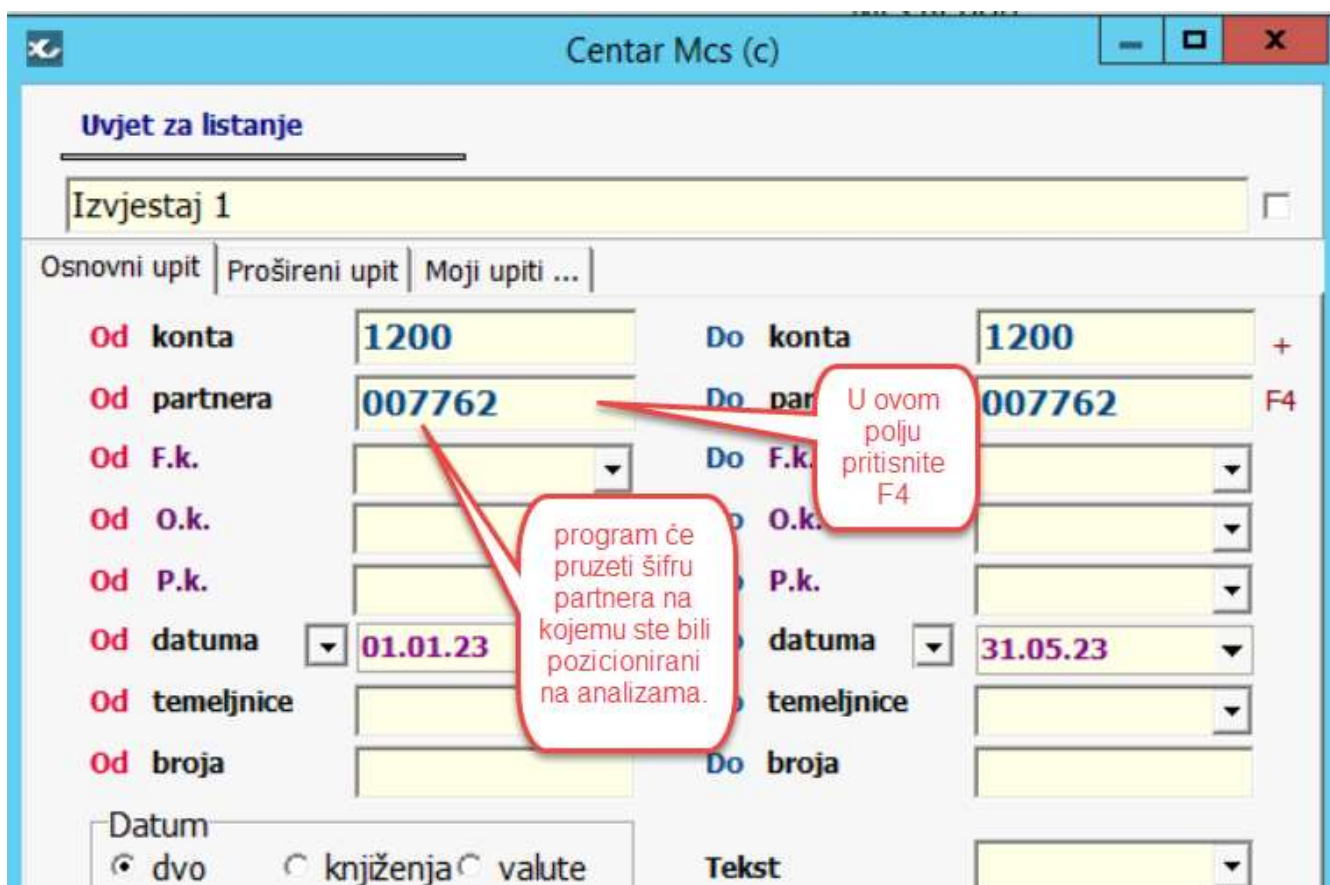 Centar Mcs (c)
Uvjet za listanje
Izvjestaj 1
Osnovni upit Prošireni upit Moji upiti ...
Od konta 1200 Do konta 1200 +
Od partnera 007762 Do par 007762 F4
U ovom
polju
pritisnite
F4
Od F.k. Do F.k.
Od O.k. O.k.
Od P.k. P.k.
program će
pruzeti šifru
partnera na
kojemu ste bili
pozicionirani
na analizama.
Od datuma 01.01.23 datuma 31.05.23
Od temeljnice temeljnice
Od broja Do broja
Datum
dvo knjiženja valute Tekst